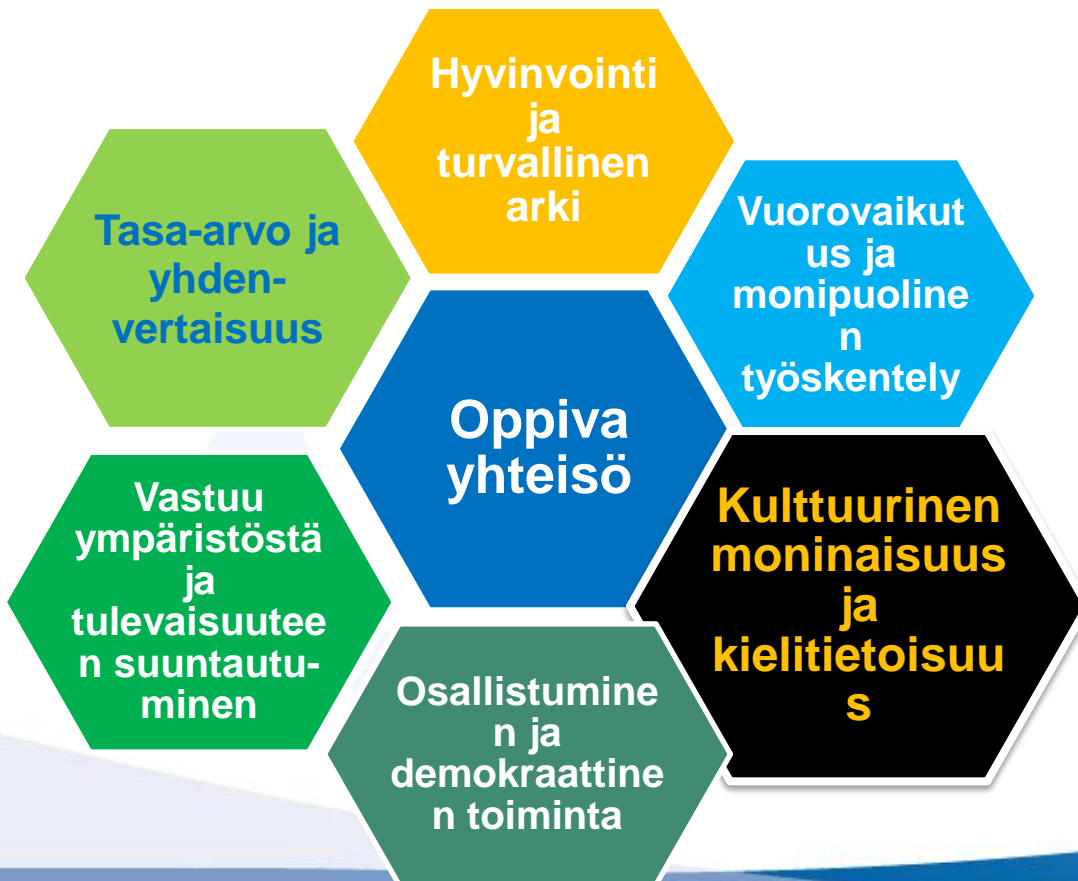 Hyvinvointi
ja
turvallinen
arki
Tasa-arvo ja
yhden-
vertaisuus
Vuorovaikut
us ja
monipuoline
n
työskentely
Oppiva
yhteisö
Vastuu
ympäristöstä
ja
tulevaisuutee
n suuntautu-
minen
Kulttuurinen
moninaisuus
ja
kielitietoisuu
s
Osallistumine
n ja
demokraattine
n toiminta